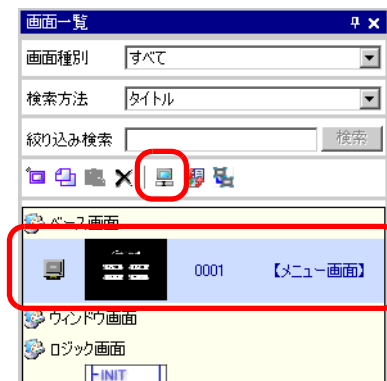 画面一覧
画面種別 すべて
検索方法 タイトル
絞り込み検索 検索
ベース画面
0001 【メニュー画面】
ウィンドウ画面
ロジック画面
INIT